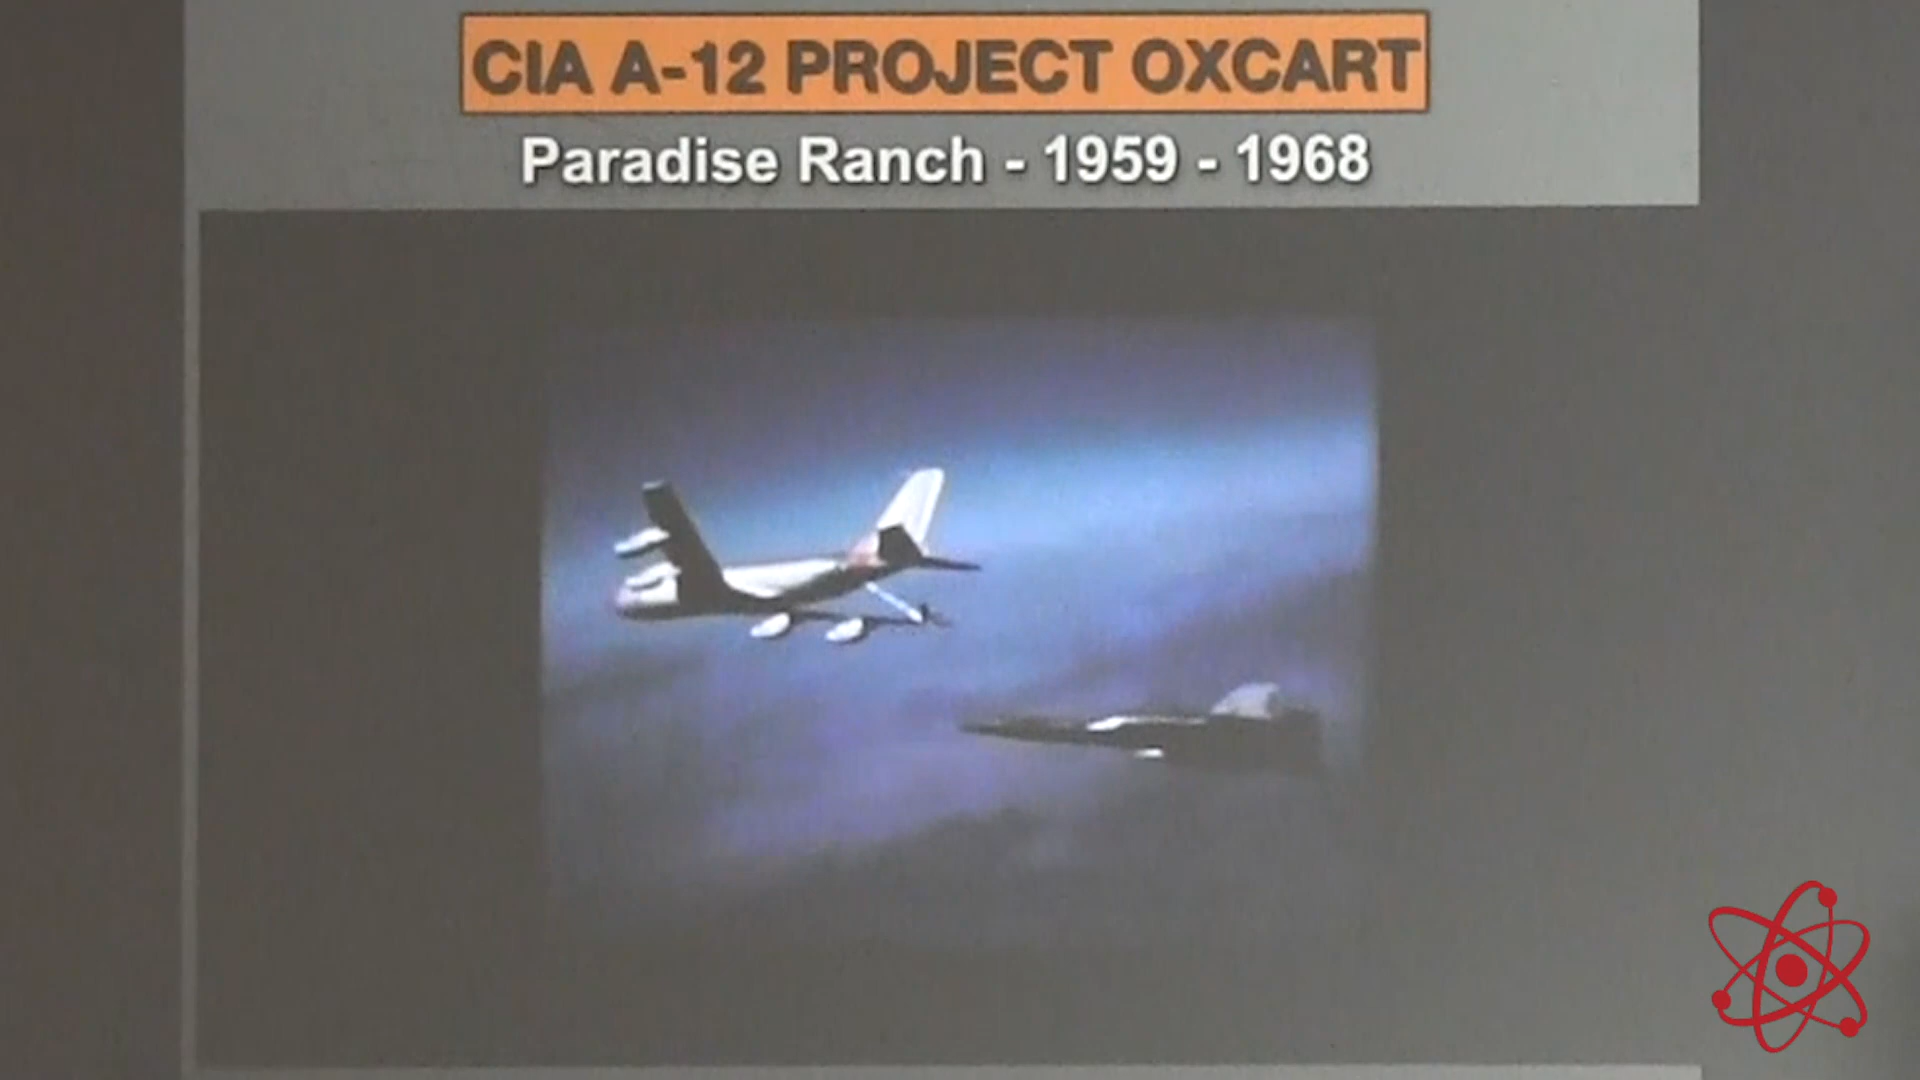 CIA A-12 PROJECT OXCART
Paradise Ranch - 1959 - 1968